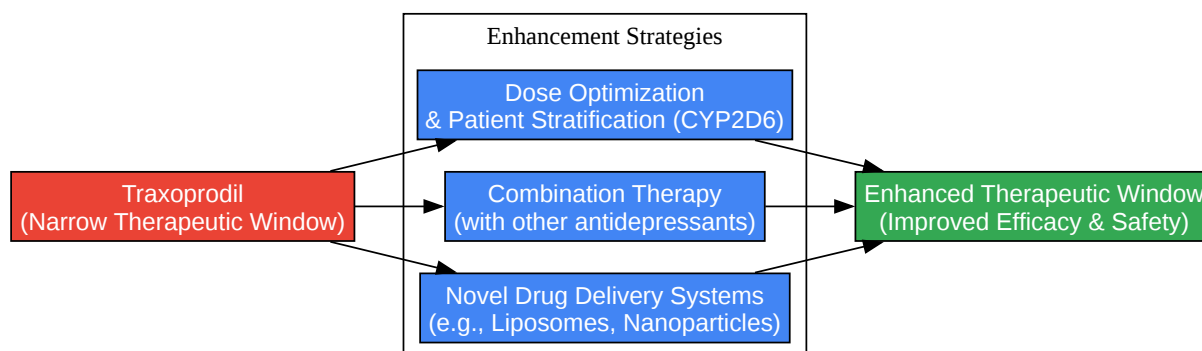 Enhancement Strategies
Dose Optimization
& Patient Stratification (CYP2D6)
Traxoprodil
(Narrow Therapeutic Window)
Combination Therapy
(with other antidepressants)
Enhanced Therapeutic Window
(Improved Efficacy & Safety)
Novel Drug Delivery Systems
(e.g., Liposomes, Nanoparticles)